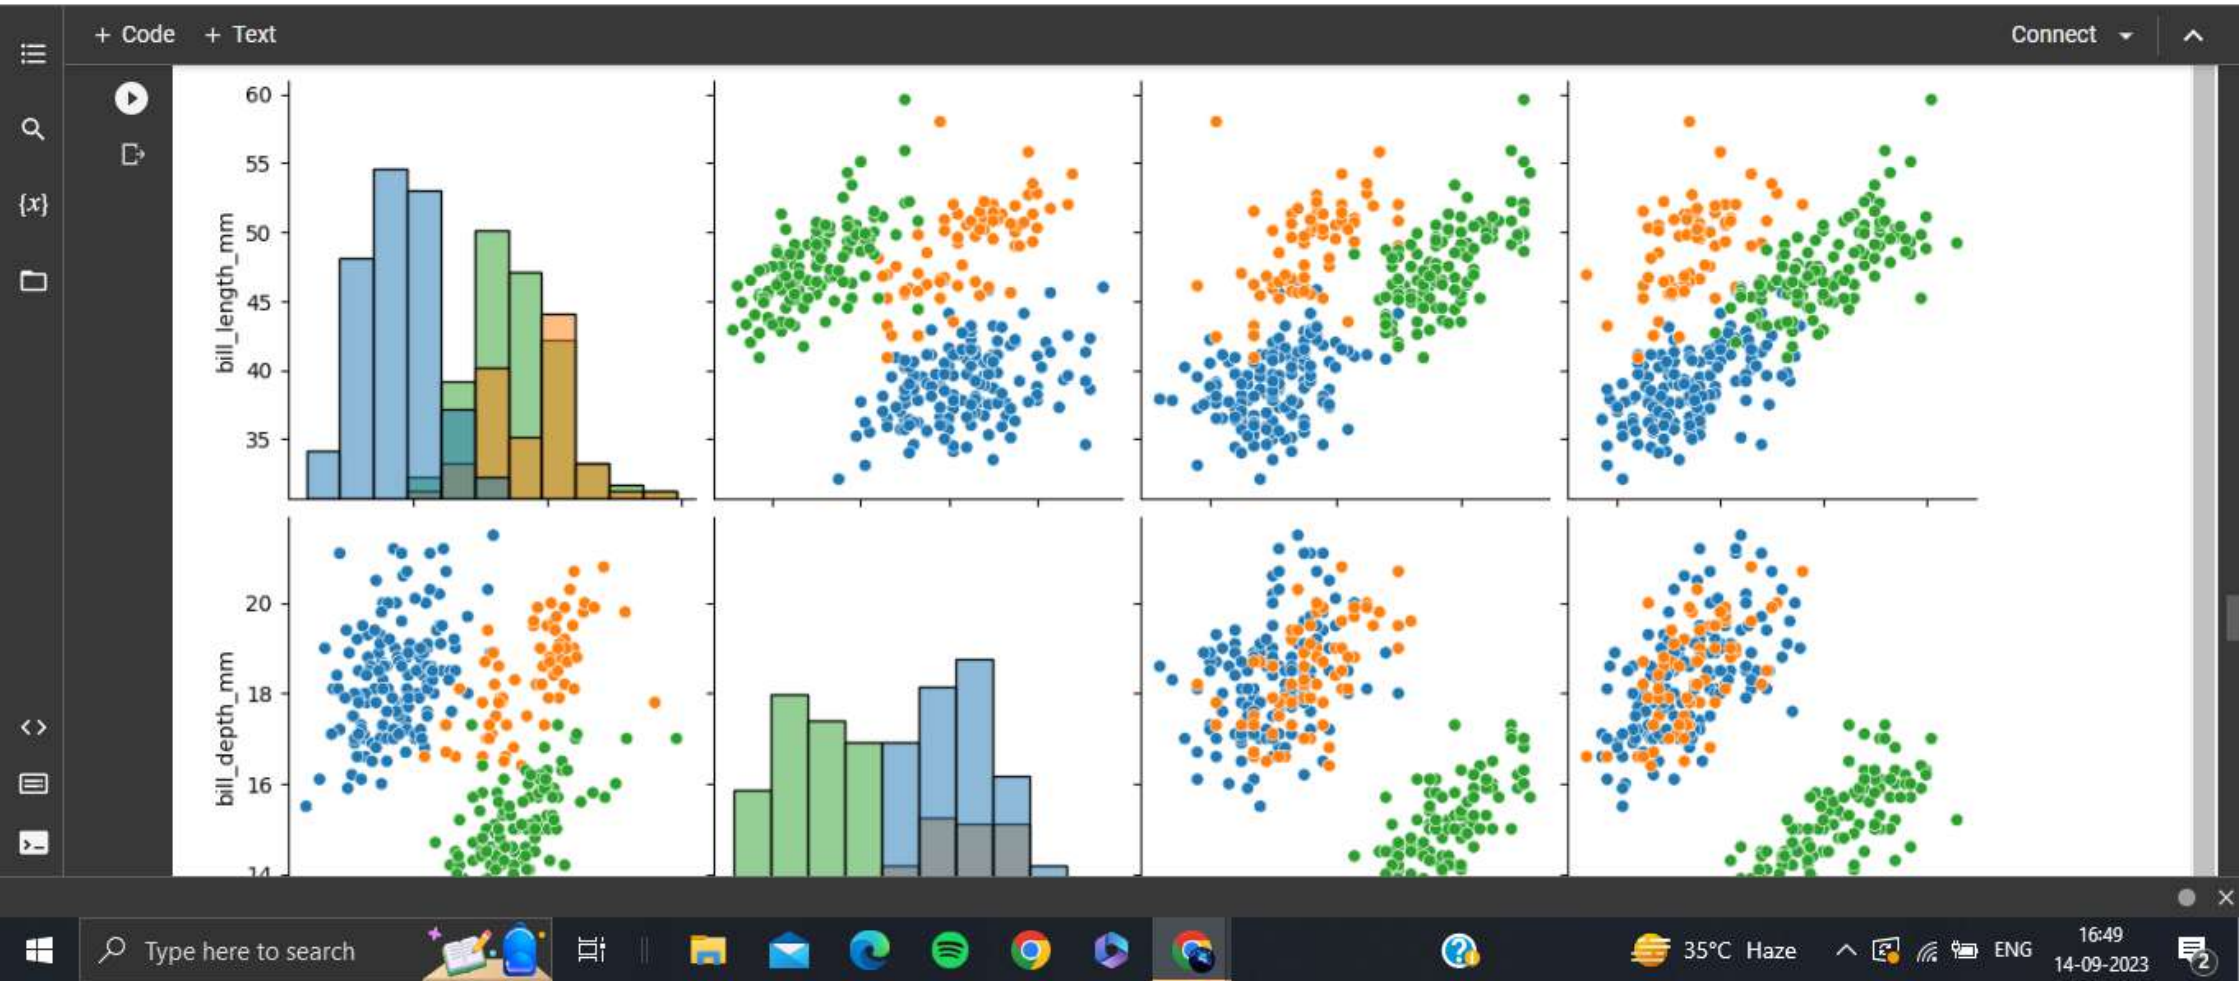 + Code + Text
Connect
{x}
60
55
50
45
40
35
bill_length_mm
20
18
16
14
bill_depth_mm
Type here to search
35°C Haze
ENG
16:49
14-09-2023
2